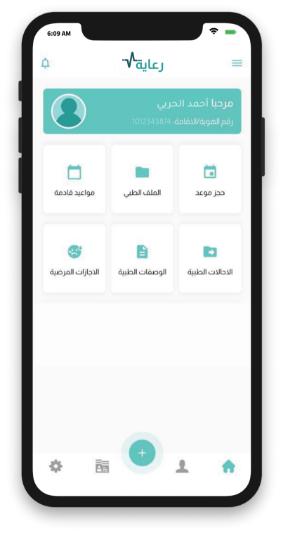 6:09 AM
رعاية
مرحبا أحمد الحربي
رقم الهوية/الاقامة: 1012343874
حجز موعد
الملف الطبي
مواعيد قادمة
الاحالات الطبية
الوصفات الطبية
الاجازات المرضية